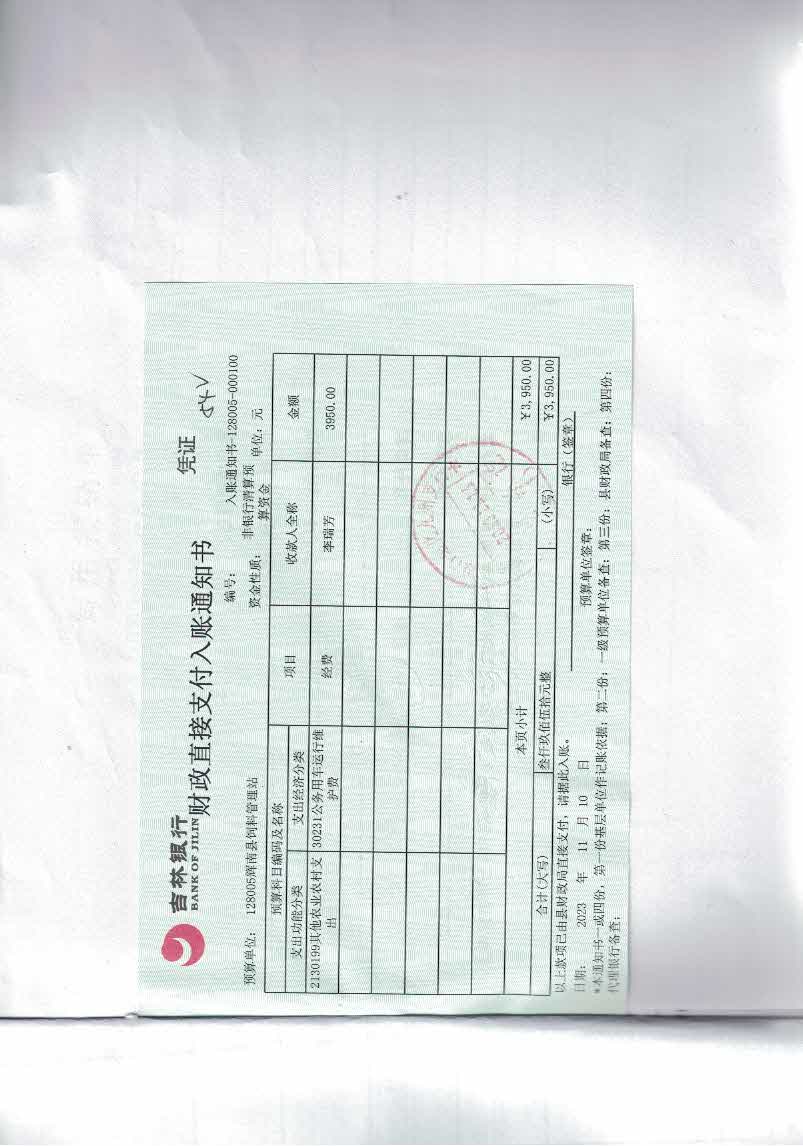 吉林银行
BANK OF JILIN
财政直接支付入账通知书 凭证
编号： 入账通知书-128005-000100
预算单位： 128005辉南县饲料管理站 资金性质： 非银行清算预算资金 单位：元
预算科目编码及名称 项目 收款人全称 金额
支出功能分类 支出经济分类
2130199其他农业农村支出 30231公务用车运行维护费 经费 李瑞芳 3950.00
本页小计 ¥3,950.00
合计(大写) 叁仟玖佰伍拾元整 (小写) ¥3,950.00
以上款项已由县财政局直接支付，请据此入账。 银行（签章）
日期： 2023 年 11 月 10 日 预算单位签章：
*本通知书一式四份，第一份基层单位作记账依据；第二份：一级预算单位备查；第三份：县财政局备查；第四份：
代理银行备查；